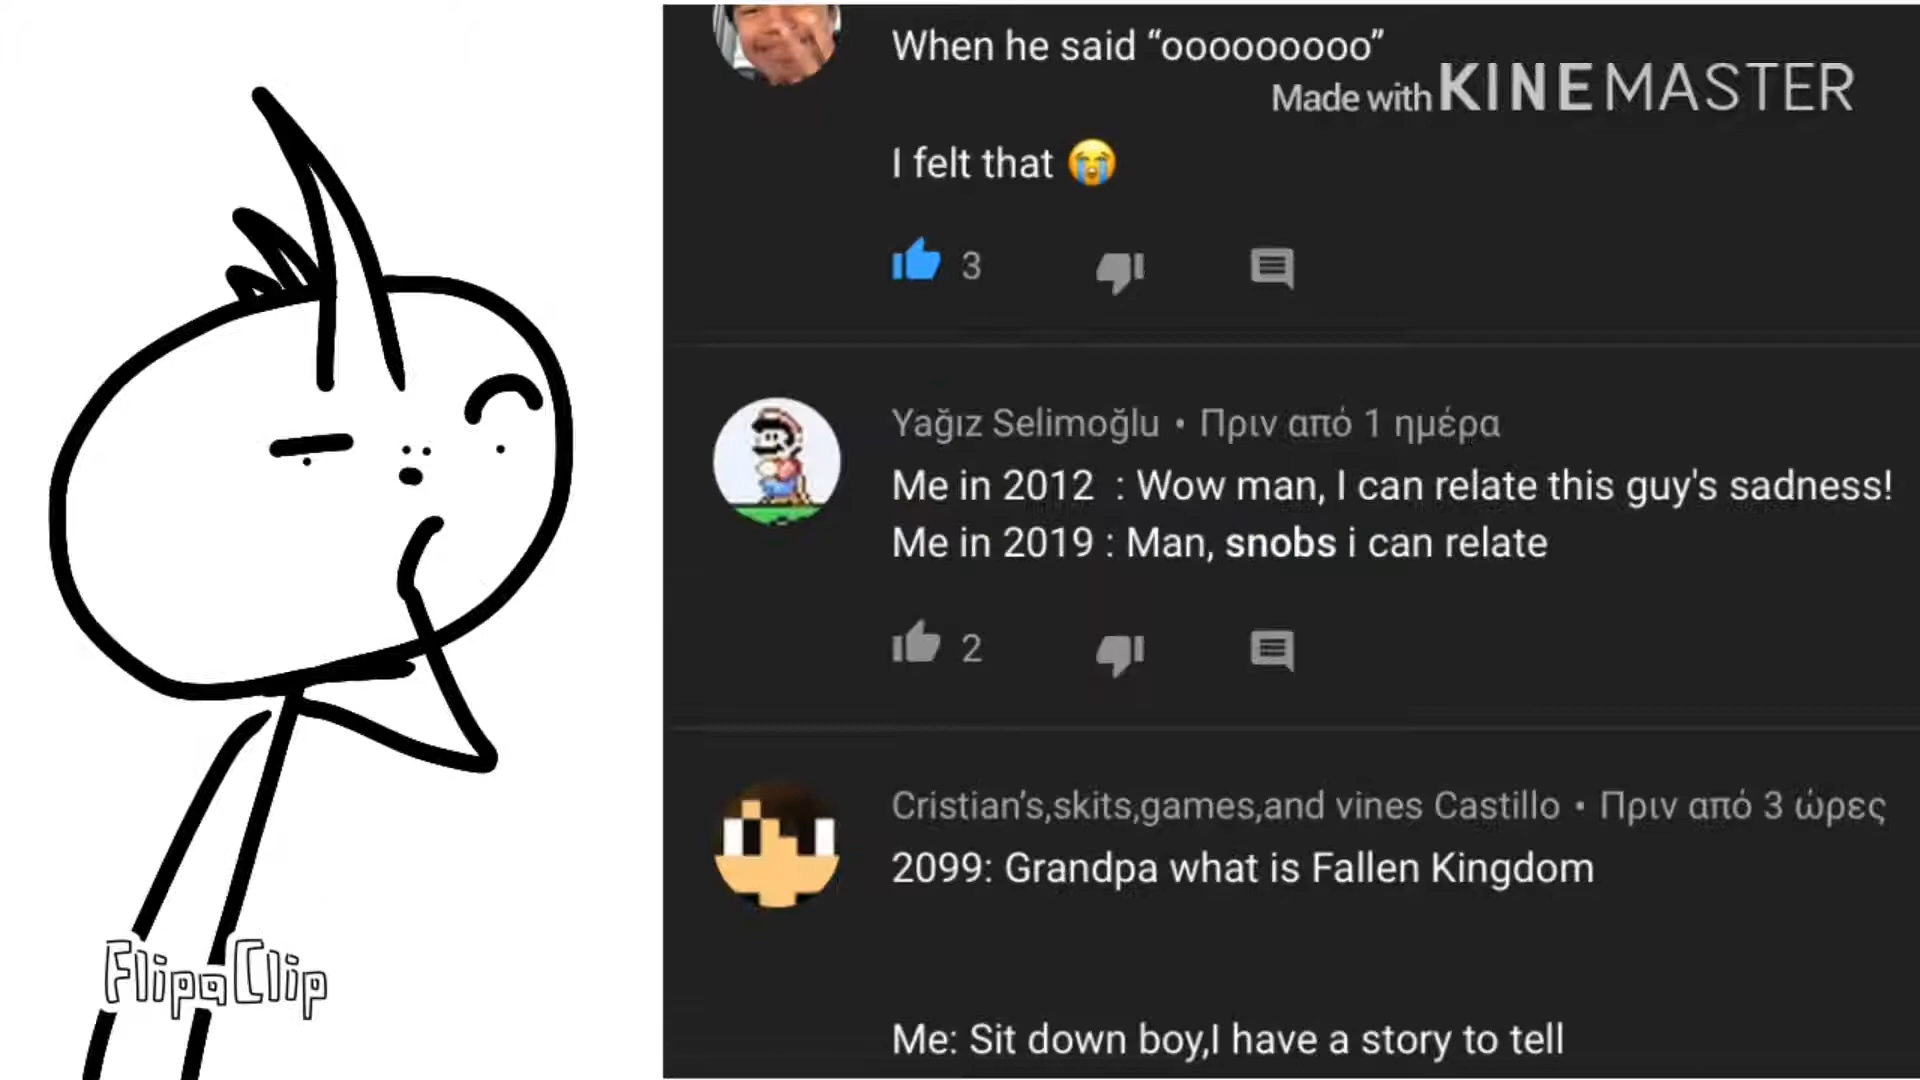 When he said “ooooooooo”
Made with KINEMASTER
I felt that 😭
3
Yağız Selimoğlu • Πριν από 1 ημέρα
Me in 2012 : Wow man, I can relate this guy's sadness!
Me in 2019 : Man, snobs i can relate
2
Cristian’s,skits,games,and vines Castillo • Πριν από 3 ώρες
2099: Grandpa what is Fallen Kingdom
Me: Sit down boy,I have a story to tell
FlipaClip